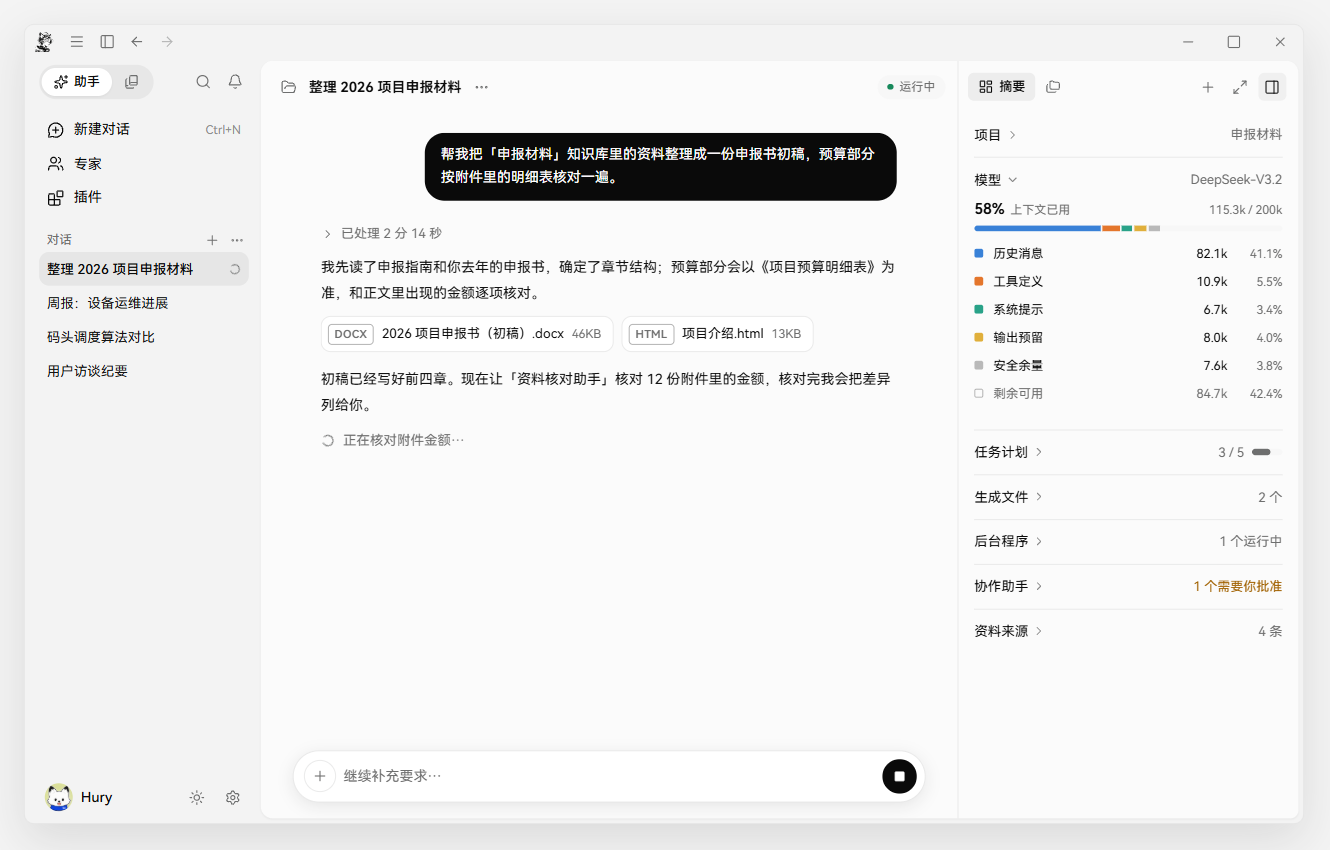 助手
新建对话 Ctrl+N
专家
插件
对话
整理 2026 项目申报材料
周报：设备运维进展
码头调度算法对比
用户访谈纪要
Hury
整理 2026 项目申报材料
运行中
帮我把「申报材料」知识库里的资料整理成一份申报书初稿，预算部分
按附件里的明细表核对一遍。
已处理 2 分 14 秒
我先读了申报指南和你去年的申报书，确定了章节结构；预算部分会以《项目预算明细表》为
准，和正文里出现的金额逐项核对。
DOCX 2026 项目申报书（初稿）.docx 46KB HTML 项目介绍.html 13KB
初稿已经写好前四章。现在让「资料核对助手」核对 12 份附件里的金额，核对完我会把差异
列给你。
正在核对附件金额…
继续补充要求…
摘要
项目 申报材料
模型 DeepSeek-V3.2
58% 上下文已用 115.3k / 200k
历史消息 82.1k 41.1%
工具定义 10.9k 5.5%
系统提示 6.7k 3.4%
输出预留 8.0k 4.0%
安全余量 7.6k 3.8%
剩余可用 84.7k 42.4%
任务计划 3 / 5
生成文件 2 个
后台程序 1 个运行中
协作助手 1 个需要你批准
资料来源 4 条